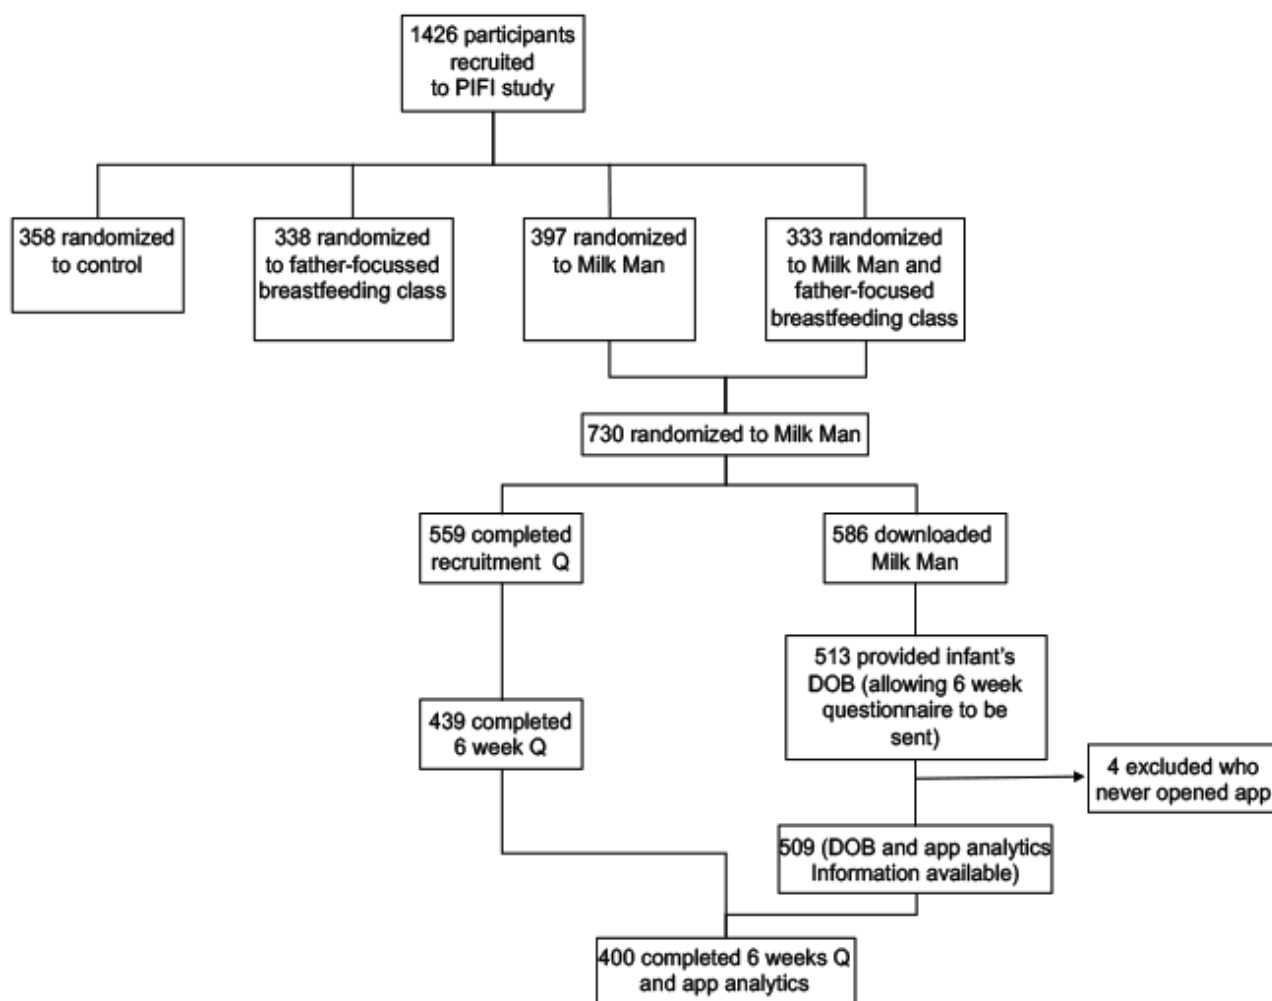 1426 participants
recruited
to PIFI study
358 randomized
to control
338 randomized
to father-focussed
breastfeeding class
397 randomized
to Milk Man
333 randomized
to Milk Man and
father-focused
breastfeeding class
730 randomized to Milk Man
559 completed
recruitment Q
586 downloaded
Milk Man
513 provided infant's
DOB (allowing 6 week
questionnaire to be
sent)
439 completed
6 week Q
4 excluded who
never opened app
509 (DOB and app analytics
Information available)
400 completed 6 weeks Q
and app analytics